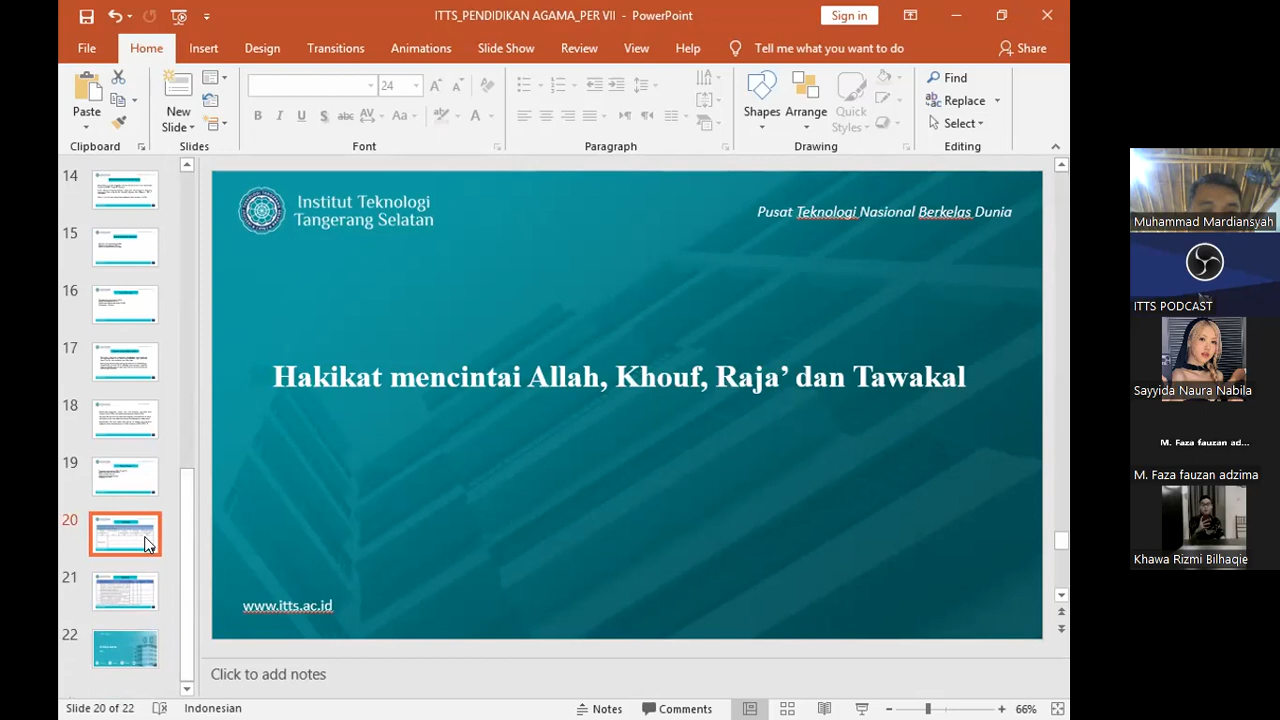 ITTS_PENDIDIKAN AGAMA_PER VII - PowerPoint
Sign in
File Home Insert Design Transitions Animations Slide Show Review View Help Tell me what you want to do Share
Paste
New Slide
24
B I U S abc AV Aa A
Shapes Arrange Quick Styles
Find
Replace
Select
Clipboard Slides Font Paragraph Drawing Editing
14
15
16
17
18
19
20
21
22
Institut Teknologi
Tangerang Selatan
Pusat Teknologi Nasional Berkelas Dunia
Hakikat mencintai Allah, Khouf, Raja’ dan Tawakal
www.itts.ac.id
Click to add notes
Slide 20 of 22 Indonesian Notes Comments 66%
Muhammad Mardiansyah
ITTS PODCAST
Sayyida Naura Nabila
M. Faza fauzan ad...
M. Faza fauzan adzima
Khawa Rizmi Bilhaqie